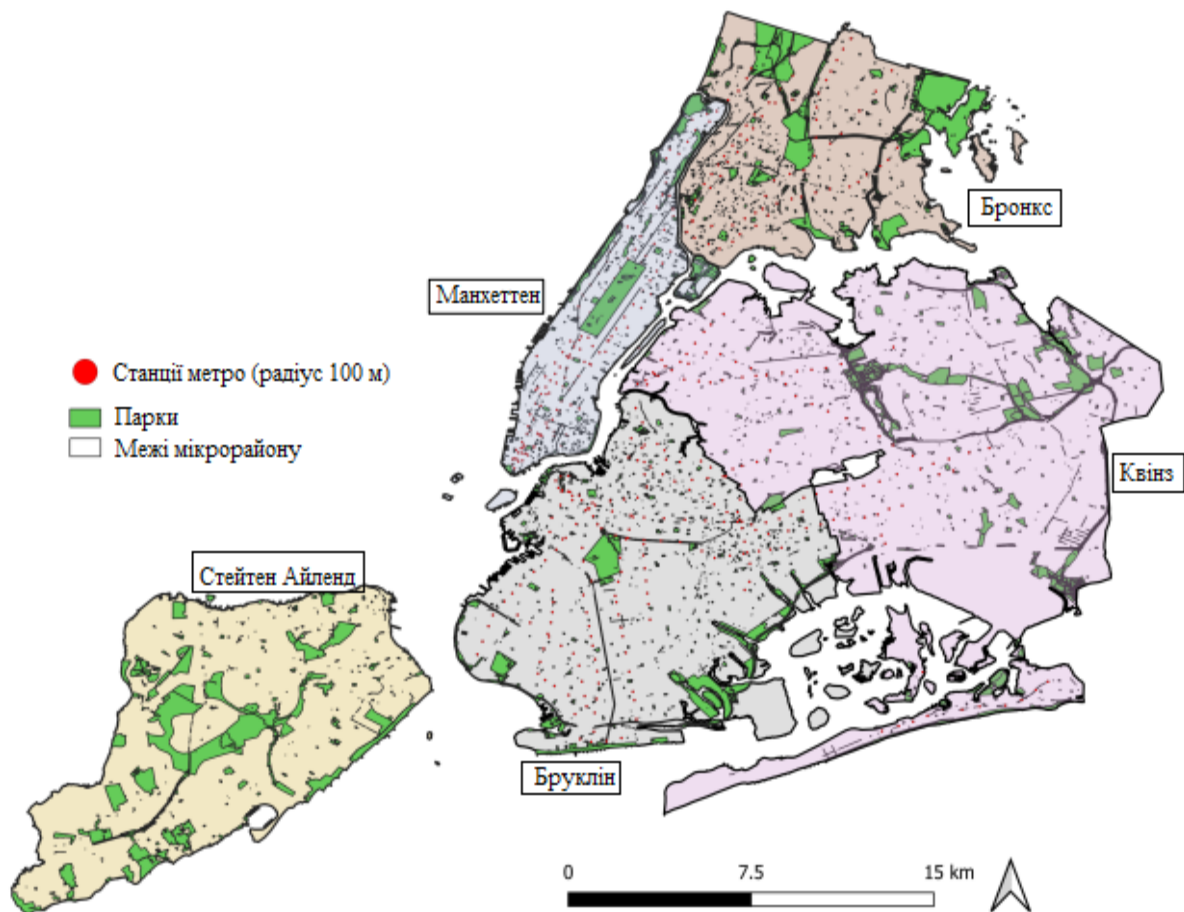 Бронкс
Манхеттен
Станції метро (радіус 100 м)
Парки
Межі мікрорайону
Квінз
Стейтен Айленд
Бруклін
0 7.5 15 km